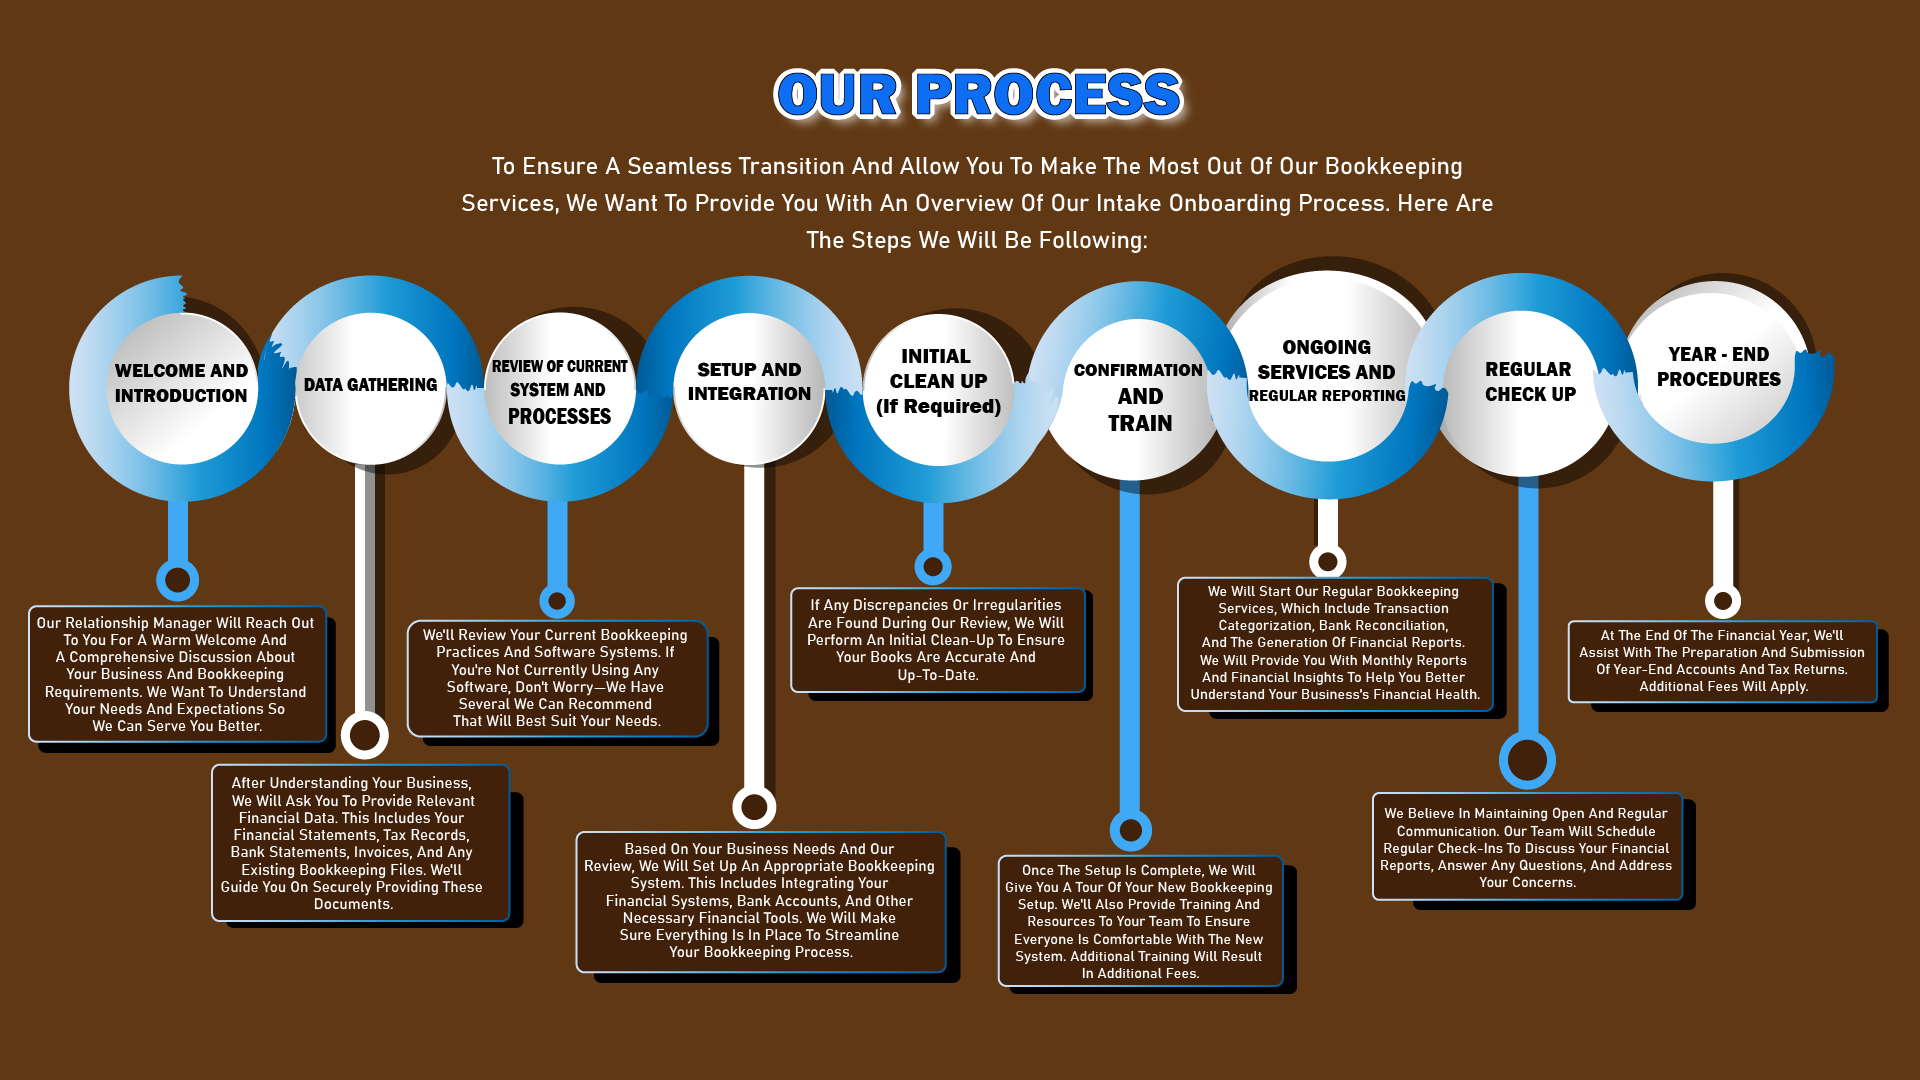 OUR PROCESS
To Ensure A Seamless Transition And Allow You To Make The Most Out Of Our Bookkeeping
Services, We Want To Provide You With An Overview Of Our Intake Onboarding Process. Here Are
The Steps We Will Be Following:
WELCOME AND
INTRODUCTION
Our Relationship Manager Will Reach Out
To You For A Warm Welcome And
A Comprehensive Discussion About
Your Business And Bookkeeping
Requirements. We Want To Understand
Your Needs And Expectations So
We Can Serve You Better.
DATA GATHERING
After Understanding Your Business,
We Will Ask You To Provide Relevant
Financial Data. This Includes Your
Financial Statements, Tax Records,
Bank Statements, Invoices, And Any
Existing Bookkeeping Files. We'll
Guide You On Securely Providing These
Documents.
REVIEW OF CURRENT
SYSTEM AND
PROCESSES
We'll Review Your Current Bookkeeping
Practices And Software Systems. If
You're Not Currently Using Any
Software, Don't Worry—We Have
Several We Can Recommend
That Will Best Suit Your Needs.
SETUP AND
INTEGRATION
Based On Your Business Needs And Our
Review, We Will Set Up An Appropriate Bookkeeping
System. This Includes Integrating Your
Financial Systems, Bank Accounts, And Other
Necessary Financial Tools. We Will Make
Sure Everything Is In Place To Streamline
Your Bookkeeping Process.
INITIAL
CLEAN UP
(If Required)
If Any Discrepancies Or Irregularities
Are Found During Our Review, We Will
Perform An Initial Clean-Up To Ensure
Your Books Are Accurate And
Up-To-Date.
CONFIRMATION
AND
TRAIN
Once The Setup Is Complete, We Will
Give You A Tour Of Your New Bookkeeping
Setup. We'll Also Provide Training And
Resources To Your Team To Ensure
Everyone Is Comfortable With The New
System. Additional Training Will Result
In Additional Fees.
ONGOING
SERVICES AND
REGULAR REPORTING
We Will Start Our Regular Bookkeeping
Services, Which Include Transaction
Categorization, Bank Reconciliation,
And The Generation Of Financial Reports.
We Will Provide You With Monthly Reports
And Financial Insights To Help You Better
Understand Your Business's Financial Health.
REGULAR
CHECK UP
We Believe In Maintaining Open And Regular
Communication. Our Team Will Schedule
Regular Check-Ins To Discuss Your Financial
Reports, Answer Any Questions, And Address
Your Concerns.
YEAR - END
PROCEDURES
At The End Of The Financial Year, We'll
Assist With The Preparation And Submission
Of Year-End Accounts And Tax Returns.
Additional Fees Will Apply.